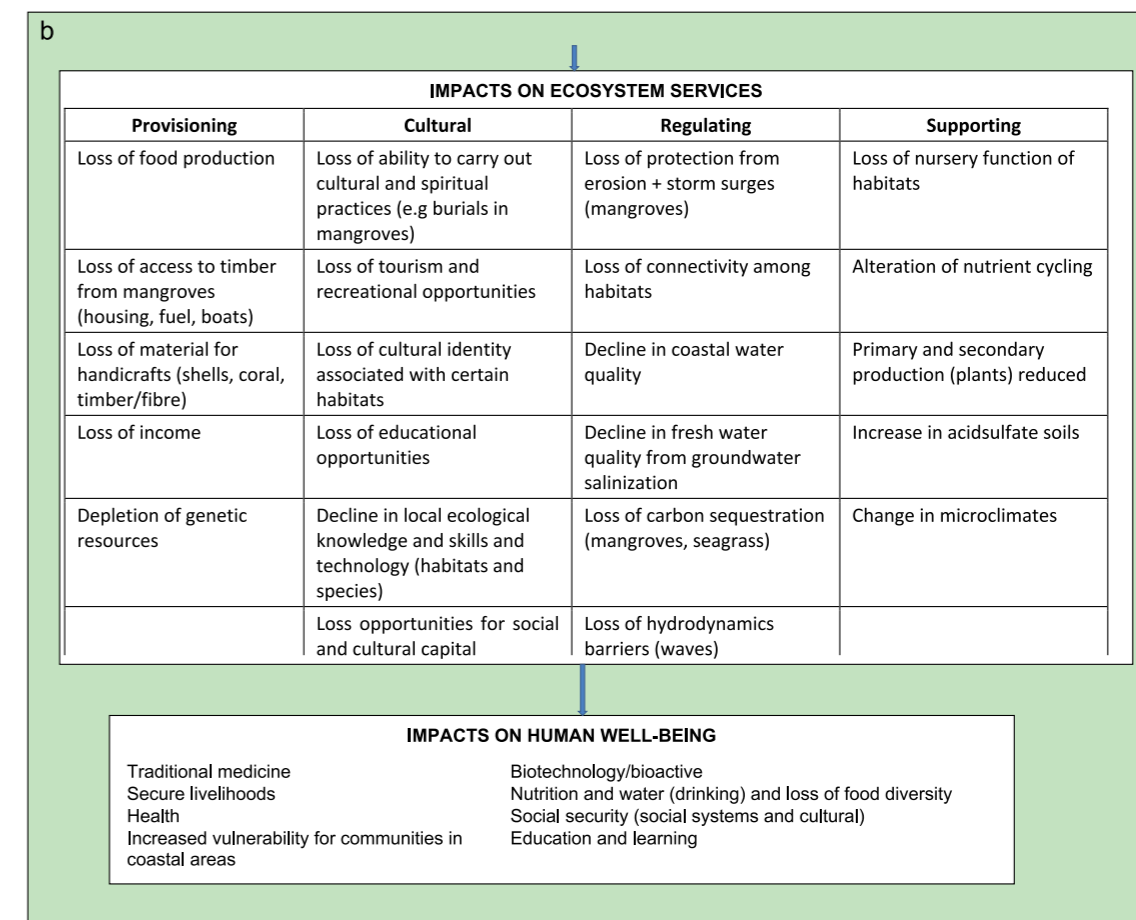 b
IMPACTS ON ECOSYSTEM SERVICES
Provisioning
Cultural
Regulating
Supporting
Loss of food production
Loss of ability to carry out
cultural and spiritual
practices (e.g burials in
mangroves)
Loss of protection from
erosion + storm surges
(mangroves)
Loss of nursery function of
habitats
Loss of access to timber
from mangroves
(housing, fuel, boats)
Loss of tourism and
recreational opportunities
Loss of connectivity among
habitats
Alteration of nutrient cycling
Loss of material for
handicrafts (shells, coral,
timber/fibre)
Loss of cultural identity
associated with certain
habitats
Decline in coastal water
quality
Primary and secondary
production (plants) reduced
Loss of income
Loss of educational
opportunities
Decline in fresh water
quality from groundwater
salinization
Increase in acidsulfate soils
Depletion of genetic
resources
Decline in local ecological
knowledge and skills and
technology (habitats and
species)
Loss of carbon sequestration
(mangroves, seagrass)
Change in microclimates
Loss opportunities for social
and cultural capital
Loss of hydrodynamics
barriers (waves)
IMPACTS ON HUMAN WELL-BEING
Traditional medicine
Secure livelihoods
Health
Increased vulnerability for communities in
coastal areas
Biotechnology/bioactive
Nutrition and water (drinking) and loss of food diversity
Social security (social systems and cultural)
Education and learning